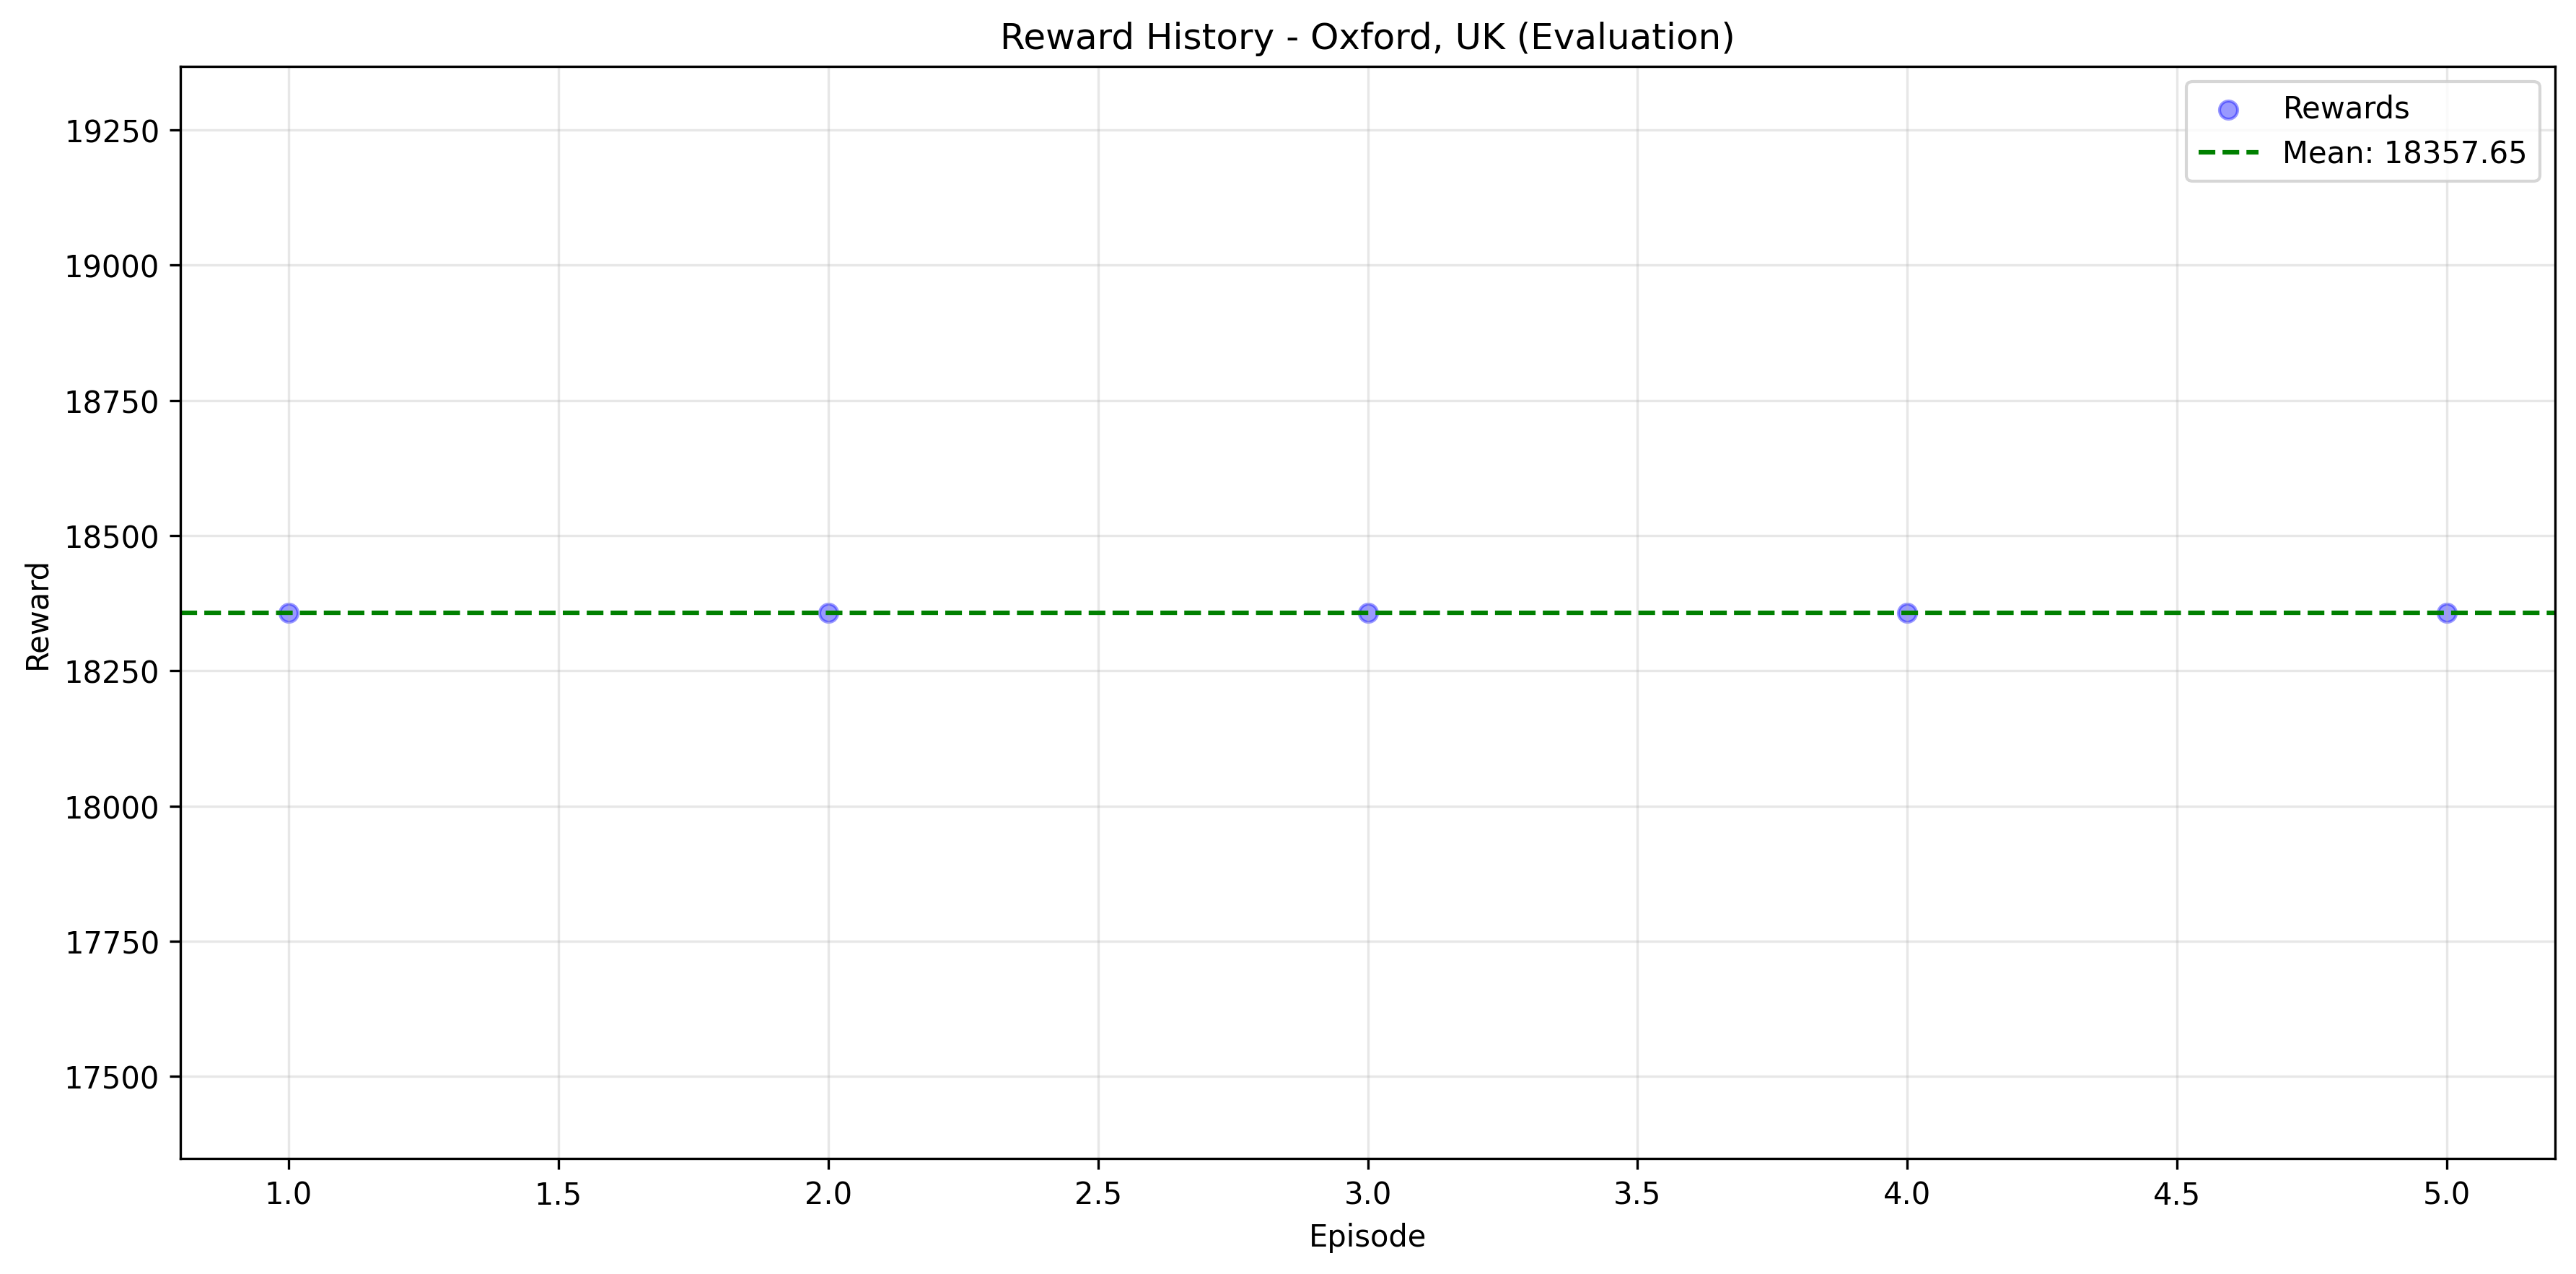 Reward History - Oxford, UK (Evaluation)
Rewards
Mean: 18357.65
19250
19000
18750
18500
18250
18000
17750
17500
Reward
1.0 1.5 2.0 2.5 3.0 3.5 4.0 4.5 5.0
Episode